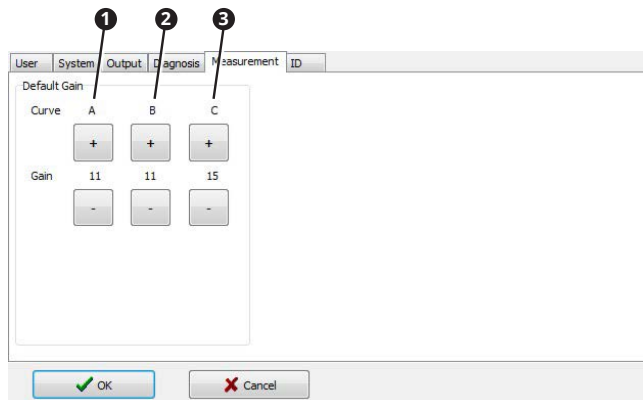 1 2 3
User System Output Diagnosis Measurement ID
Default Gain
Curve A B C
+ + +
Gain 11 11 15
- - -
OK Cancel